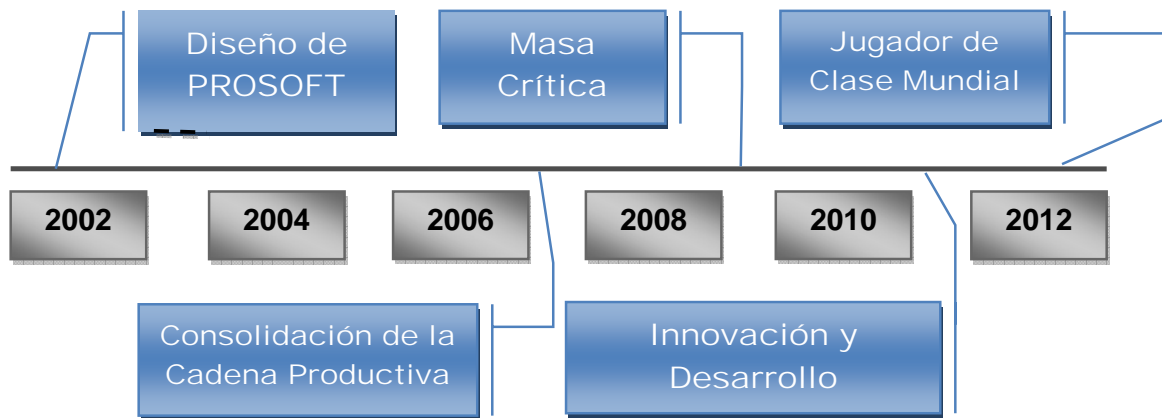 Diseño de
PROSOFT
Masa
Crítica
Jugador de
Clase Mundial
2002
2004
2006
2008
2010
2012
Consolidación de la
Cadena Productiva
Innovación y
Desarrollo